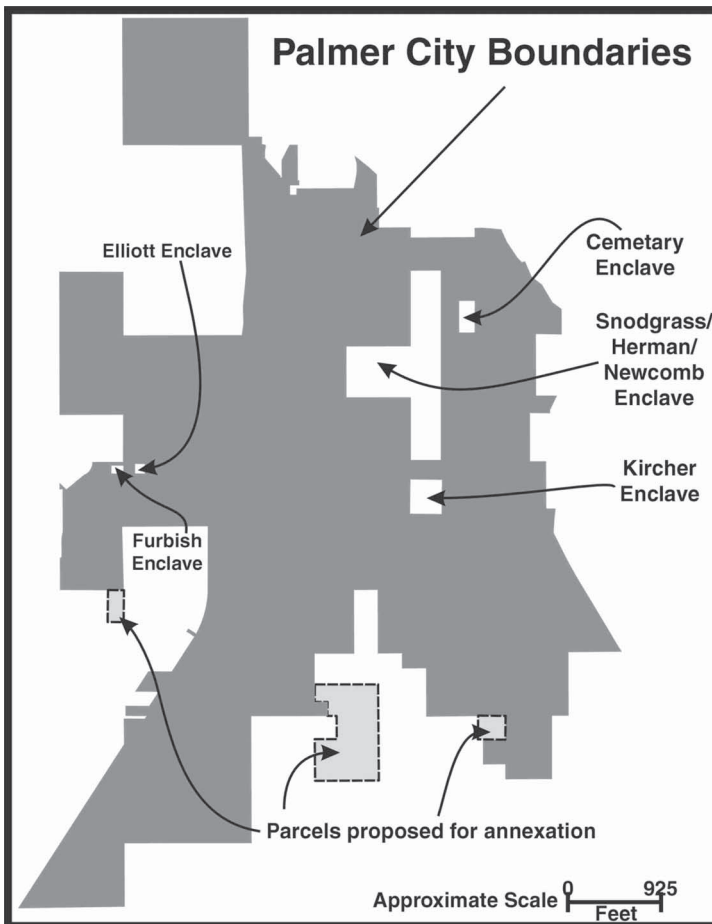 Palmer City Boundaries
Elliott Enclave
Cemetary
Enclave
Snodgrass/
Herman/
Newcomb
Enclave
Kircher
Enclave
Furbish
Enclave
Parcels proposed for annexation
Approximate Scale 0 925
Feet